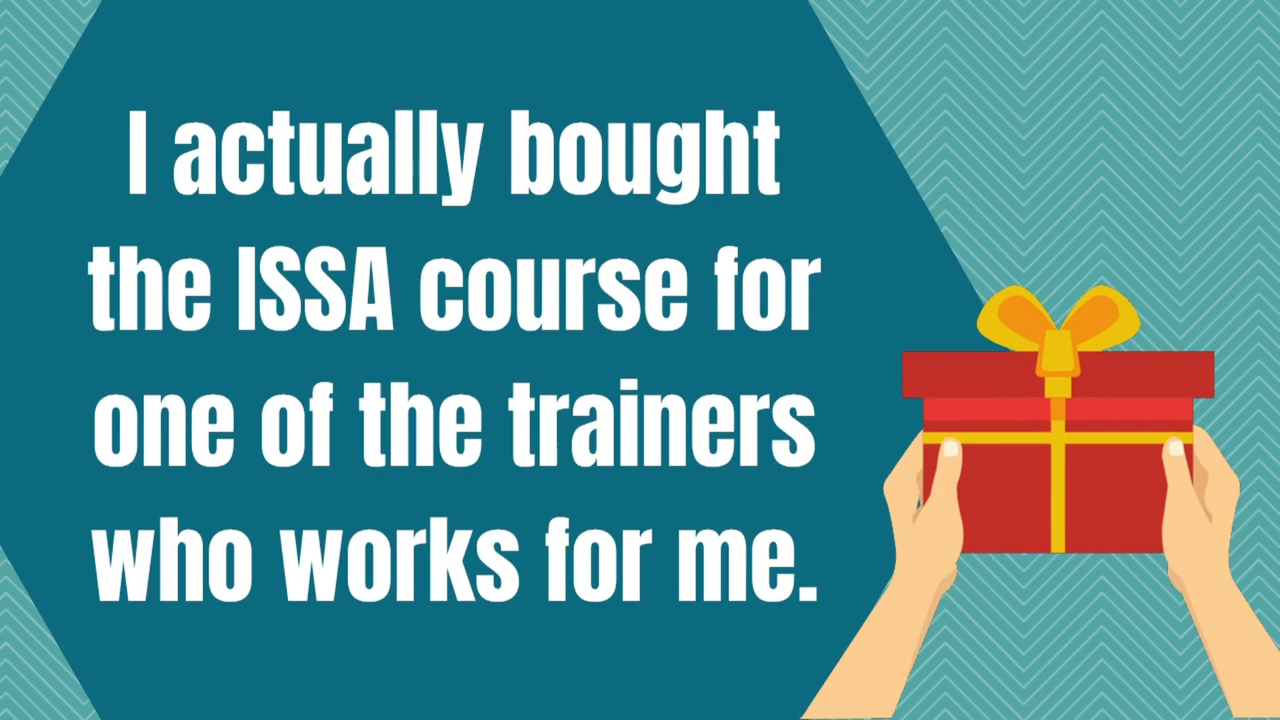 I actually bought
the ISSA course for
one of the trainers
who works for me.